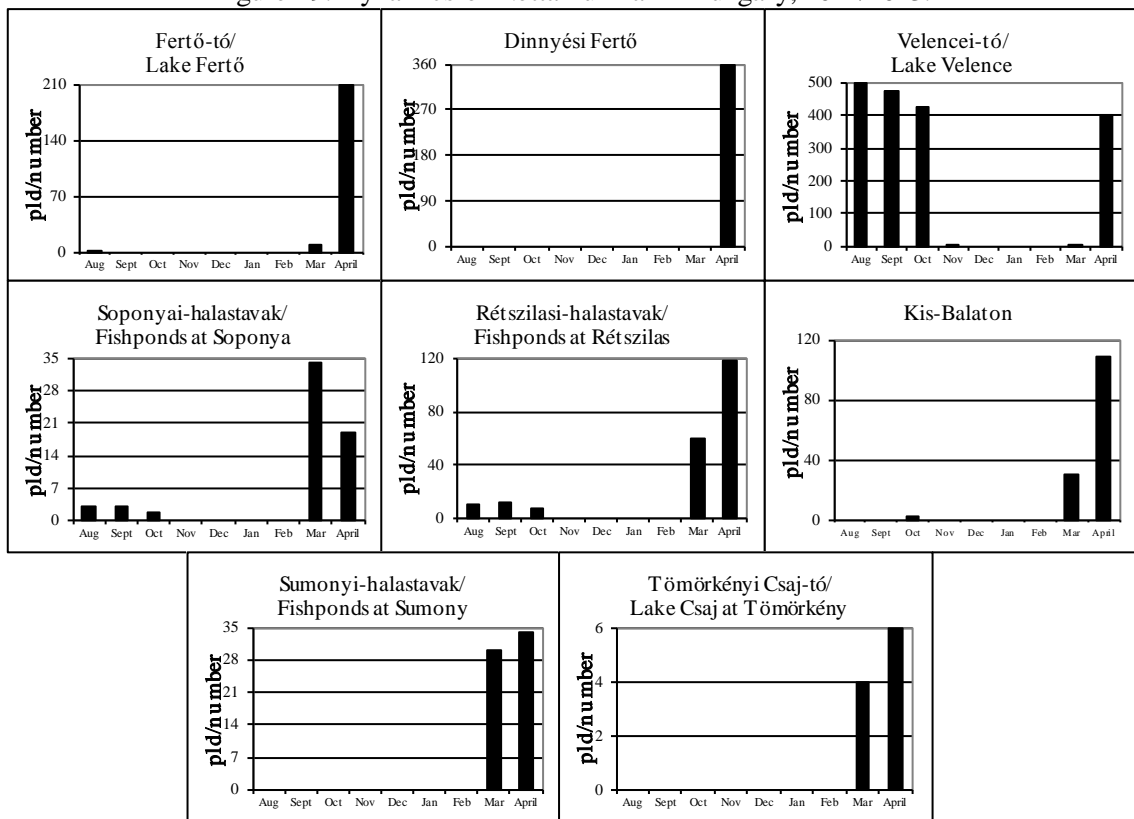 Hungary,
Fertő-tó/
Lake Fertő
pld/number
210
140
70
0
Aug Sept Oct Nov Dec Jan Feb Mar April
Dinnyési Fertő
pld/number
360
270
180
90
0
Aug Sept Oct Nov Dec Jan Feb Mar April
Velencei-tó/
Lake Velence
pld/number
500
400
300
200
100
0
Aug Sept Oct Nov Dec Jan Feb Mar April
Soponyai-halastavak/
Fishponds at Soponya
pld/number
35
28
21
14
7
0
Aug Sept Oct Nov Dec Jan Feb Mar April
Rétszilasi-halastavak/
Fishponds at Rétszilas
pld/number
120
80
40
0
Aug Sept Oct Nov Dec Jan Feb Mar April
Kis-Balaton
pld/number
120
80
40
0
Aug Sept Oct Nov Dec Jan Feb Mar April
Sumonyi-halastavak/
Fishponds at Sumony
pld/number
35
28
21
14
7
0
Aug Sept Oct Nov Dec Jan Feb Mar April
Tömörkényi Csaj-tó/
Lake Csaj at Tömörkény
pld/number
6
4
2
0
Aug Sept Oct Nov Dec Jan Feb Mar April